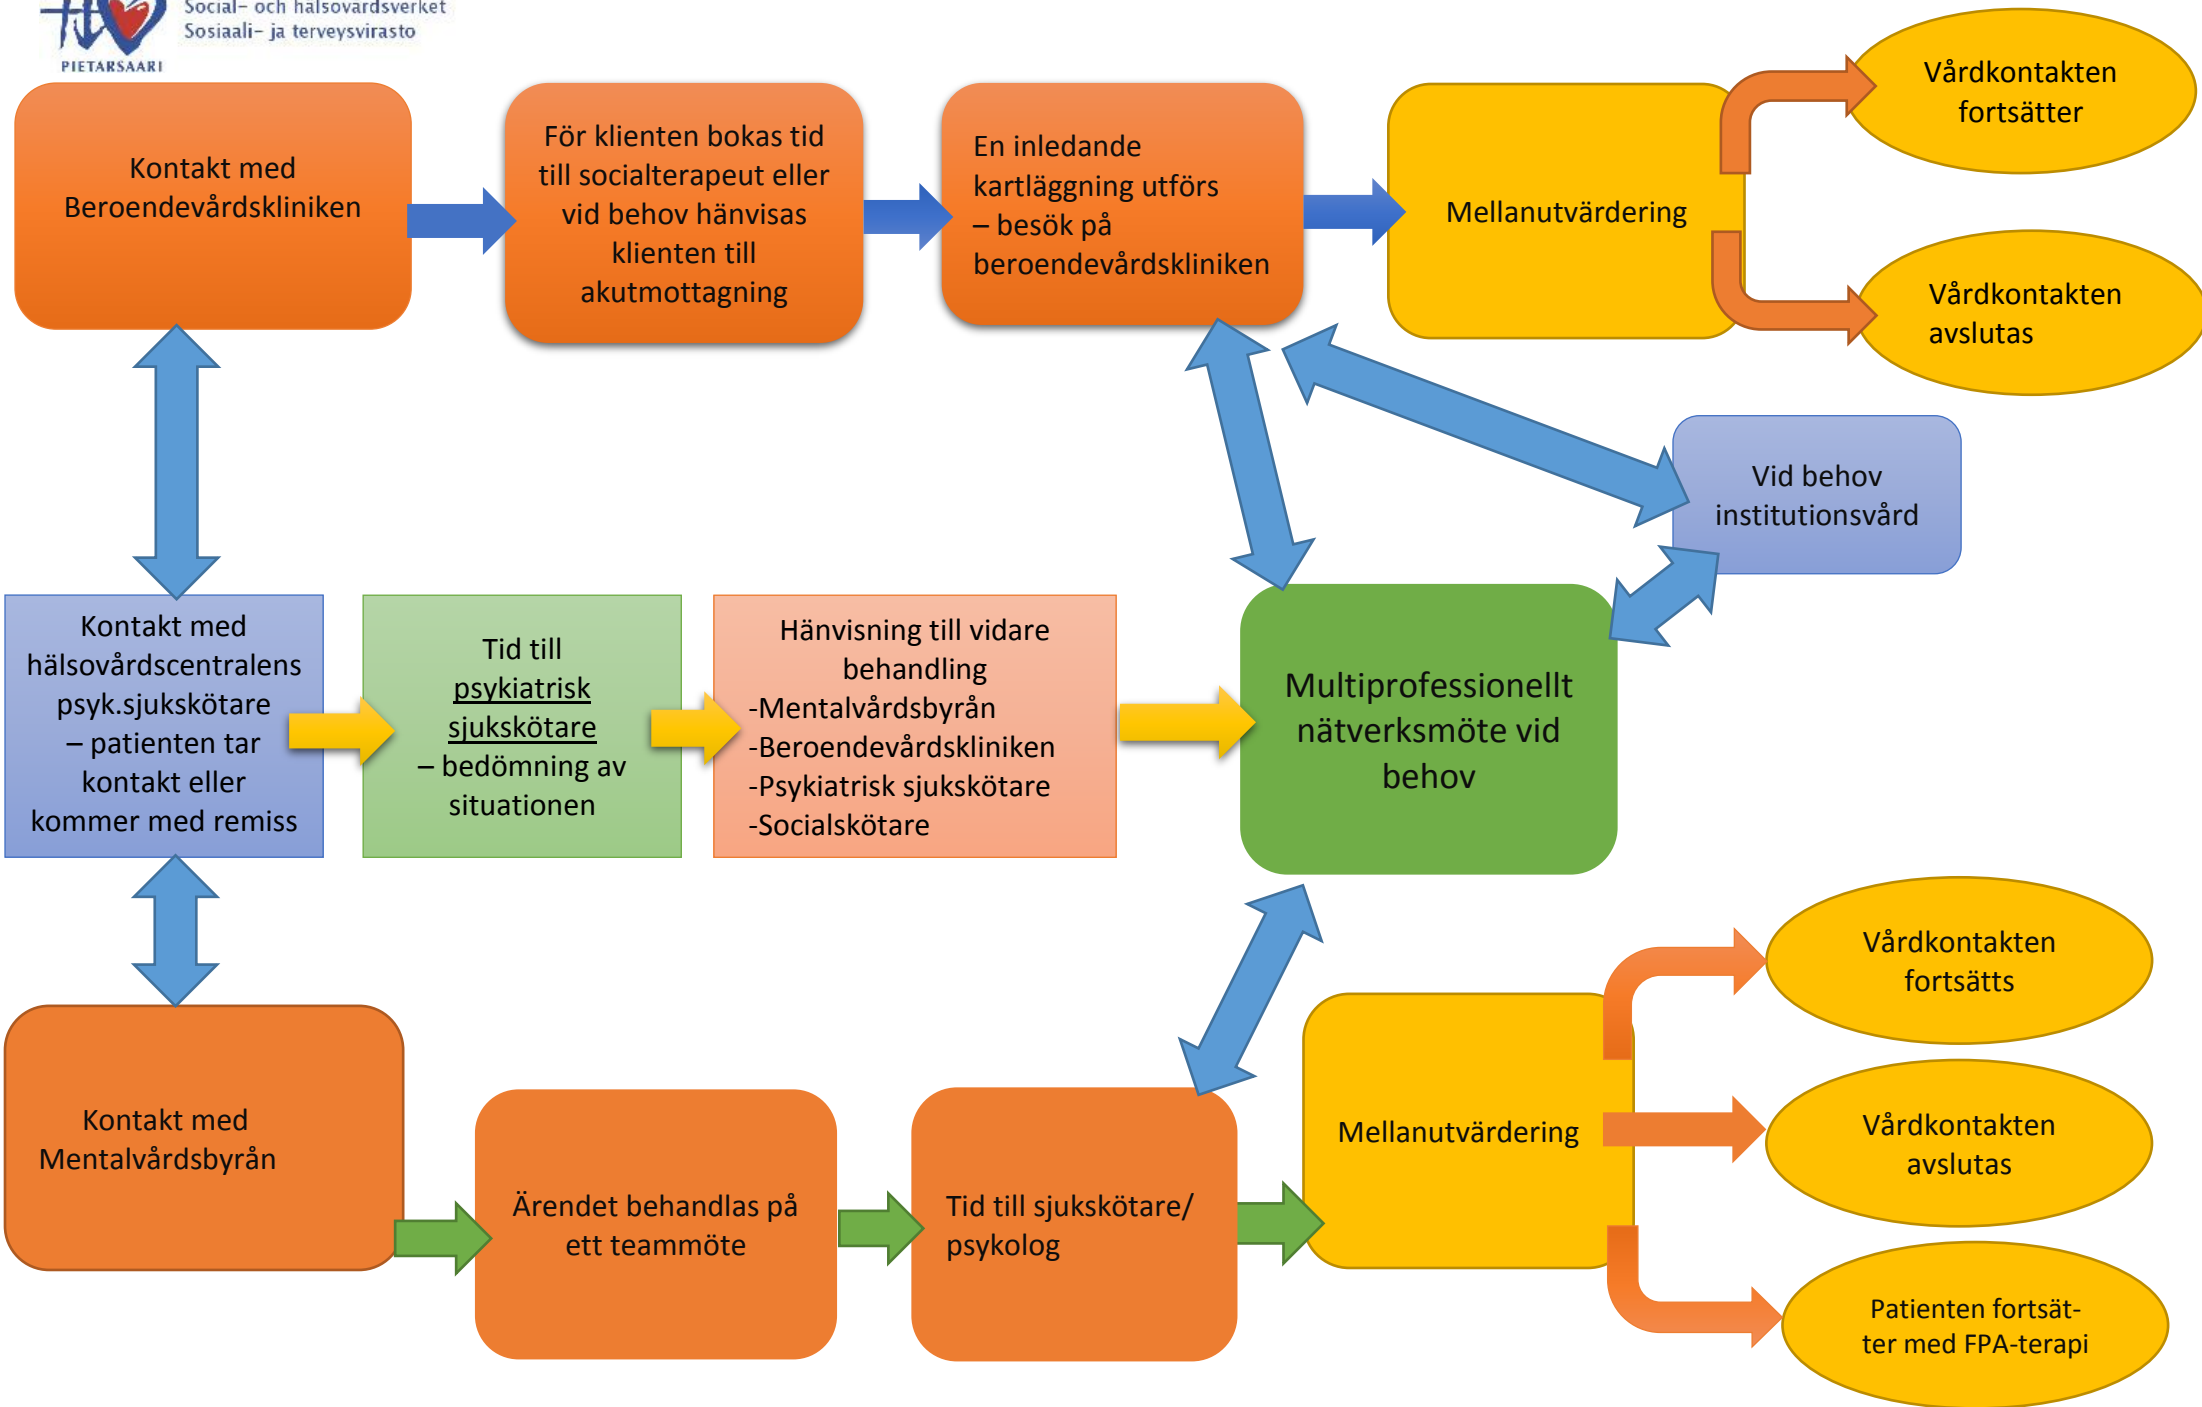 Social- och hälsovårdsverket
Sosiaali- ja terveysvirasto
PIETARSAARI
Kontakt med
Beroendevårdskliniken
För klienten bokas tid
till socialterapeut eller
vid behov hänvisas
klienten till
akutmottagning
En inledande
kartläggning utförs
– besök på
beroendevårdskliniken
Mellanutvärdering
Vårdkontakten
fortsätter
Vårdkontakten
avslutas
Vid behov
institutionsvård
Kontakt med
hälsovårdscentralens
psyk.sjukskötare
– patienten tar
kontakt eller
kommer med remiss
Tid till
psykiatrisk
sjukskötare
– bedömning av
situationen
Hänvisning till vidare
behandling
-Mentalvårdsbyrån
-Beroendevårdskliniken
-Psykiatrisk sjukskötare
-Socialskötare
Multiprofessionellt
nätverksmöte vid
behov
Kontakt med
Mentalvårdsbyrån
Ärendet behandlas på
ett teammöte
Tid till sjukskötare/
psykolog
Mellanutvärdering
Vårdkontakten
fortsätts
Vårdkontakten
avslutas
Patienten fortsät-
ter med FPA-terapi